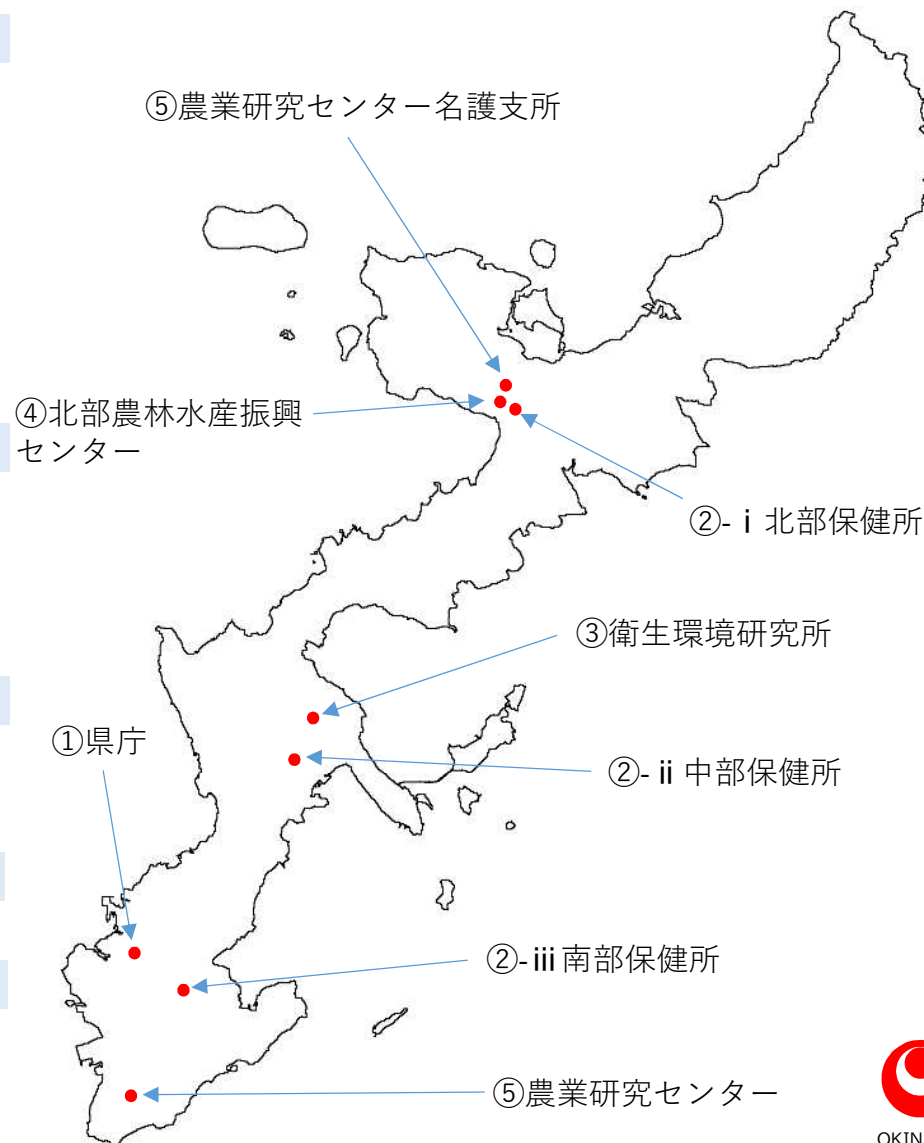 ⑤農業研究センター名護支所
④北部農林水産振興
センター
②-ⅰ北部保健所
③衛生環境研究所
①県庁
②-ⅱ中部保健所
②-ⅲ南部保健所
⑤農業研究センター